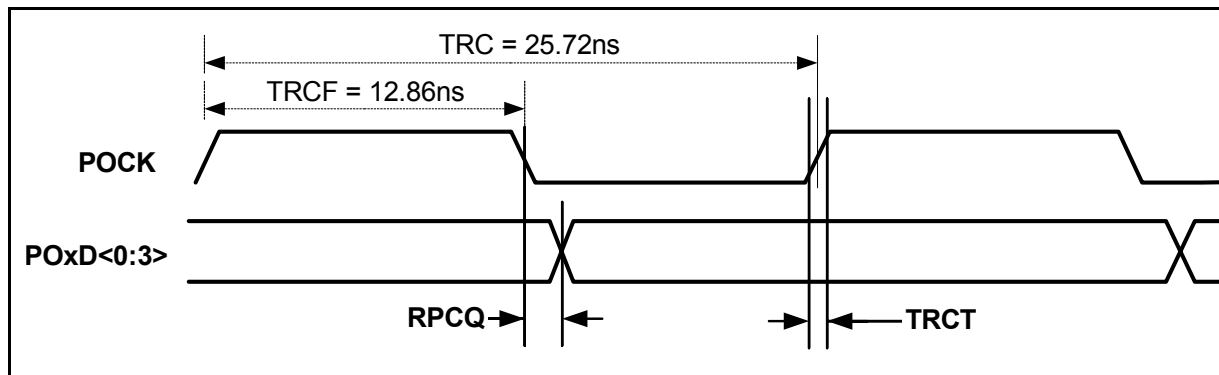 TRC = 25.72ns
TRCF = 12.86ns
POCK
POxD<0:3>
RPCQ
TRCT